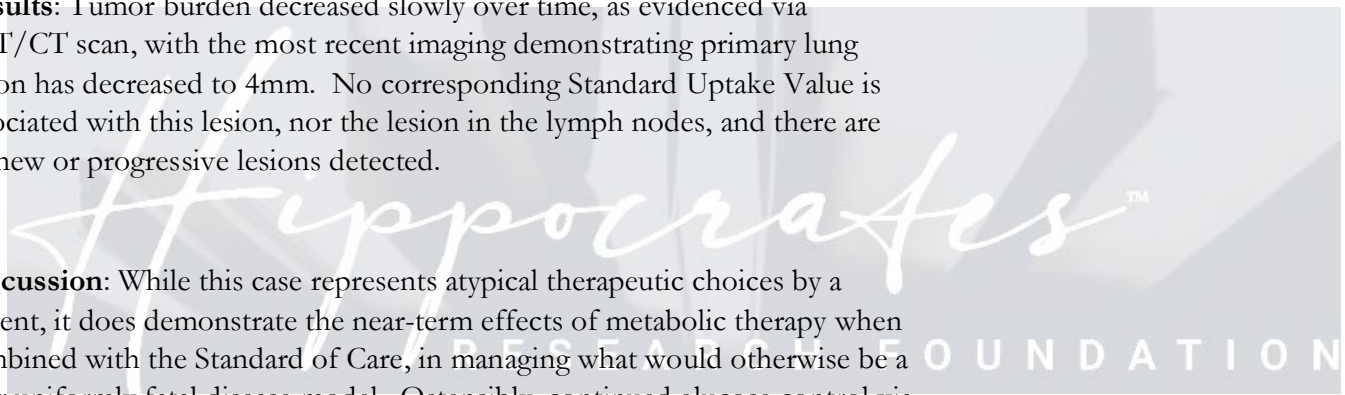 sults: Tumor burden decreased slowly over time, as evidenced via
T/CT scan, with the most recent imaging demonstrating primary lung
on has decreased to 4mm. No corresponding Standard Uptake Value is
ociated with this lesion, nor the lesion in the lymph nodes, and there are
new or progressive lesions detected.
Hippocrates™
cussion: While this case represents atypical therapeutic choices by a
ent, it does demonstrate the near-term effects of metabolic therapy when
mbined with the Standard of Care, in managing what would otherwise be a
RESEARCH FOUNDATION
uniformly fatal disease model. Ostensibly, continued glucose control via